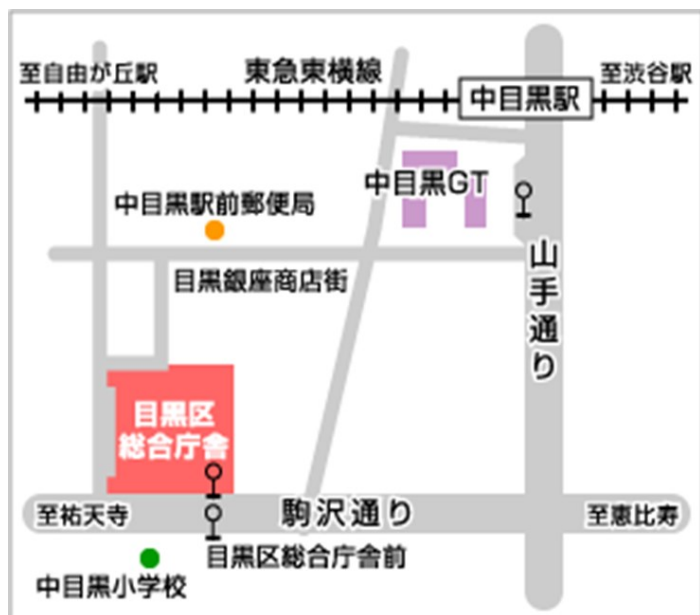 至自由が丘駅
東急東横線
至渋谷駅
中目黒駅
中目黒GT
中目黒駅前郵便局
目黒銀座商店街
山手通り
目黒区
総合庁舎
至祐天寺
駒沢通り
至恵比寿
目黒区総合庁舎前
中目黒小学校